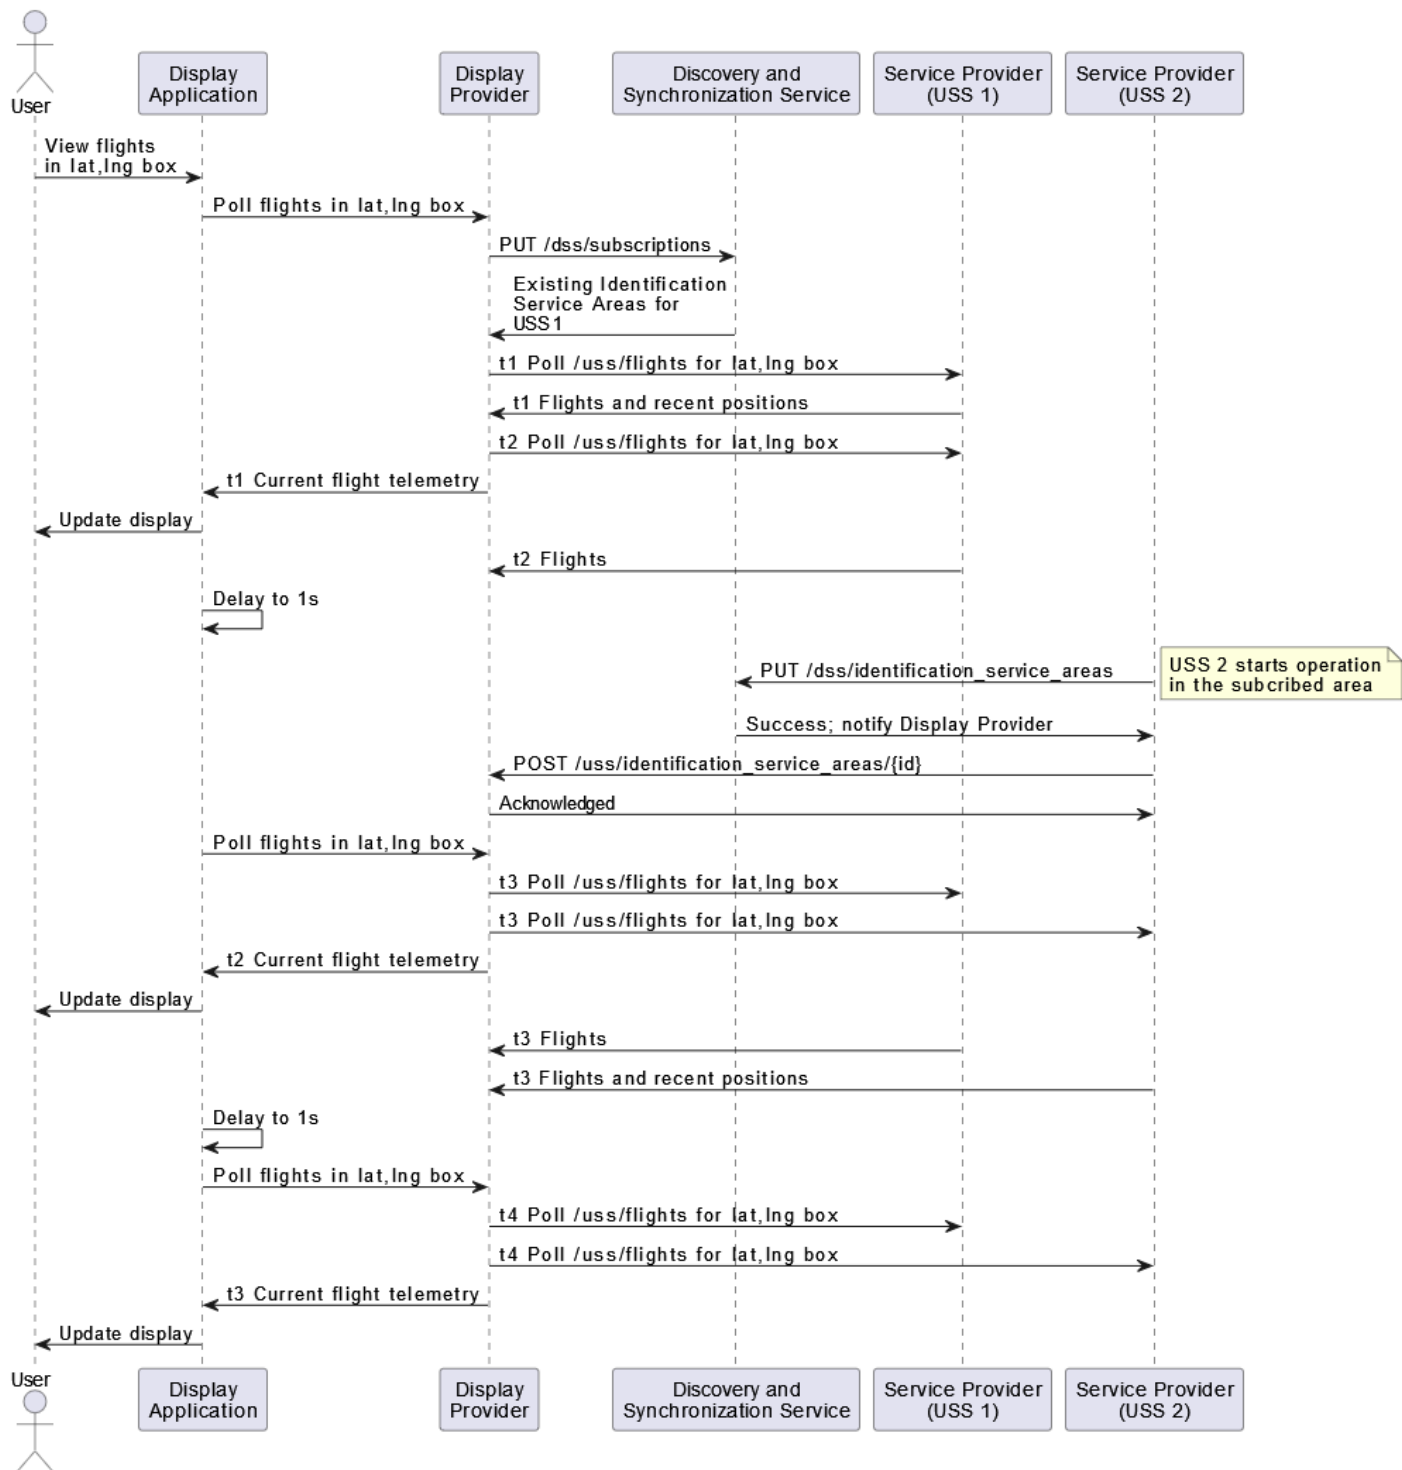 User
Display
Application
Display
Provider
Discovery and
Synchronization Service
Service Provider
(USS 1)
Service Provider
(USS 2)
View flights
in lat,lng box
Poll flights in lat,lng box
PUT /dss/subscriptions
Existing Identification
Service Areas for
USS1
t1 Poll /uss/flights for lat,lng box
t1 Flights and recent positions
t2 Poll /uss/flights for lat,lng box
t1 Current flight telemetry
Update display
t2 Flights
Delay to 1s
PUT /dss/identification_service_areas
USS 2 starts operation
in the subcribed area
Success; notify Display Provider
POST /uss/identification_service_areas/{id}
Acknowledged
Poll flights in lat,lng box
t3 Poll /uss/flights for lat,lng box
t3 Poll /uss/flights for lat,lng box
t2 Current flight telemetry
Update display
t3 Flights
t3 Flights and recent positions
Delay to 1s
Poll flights in lat,lng box
t4 Poll /uss/flights for lat,lng box
t4 Poll /uss/flights for lat,lng box
t3 Current flight telemetry
Update display
User
Display
Application
Display
Provider
Discovery and
Synchronization Service
Service Provider
(USS 1)
Service Provider
(USS 2)